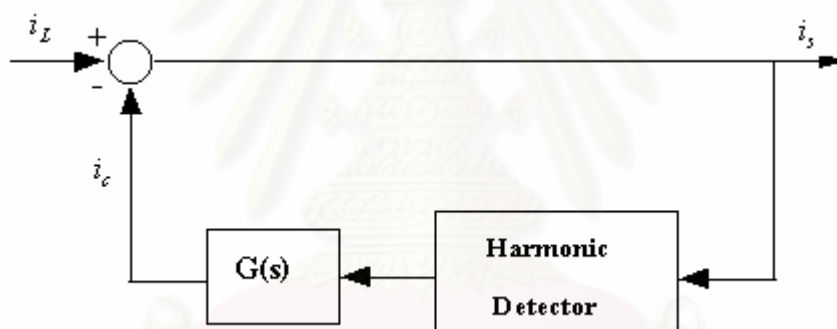 i_L
+
i_s
-
i_c
G(s)
Harmonic
Detector